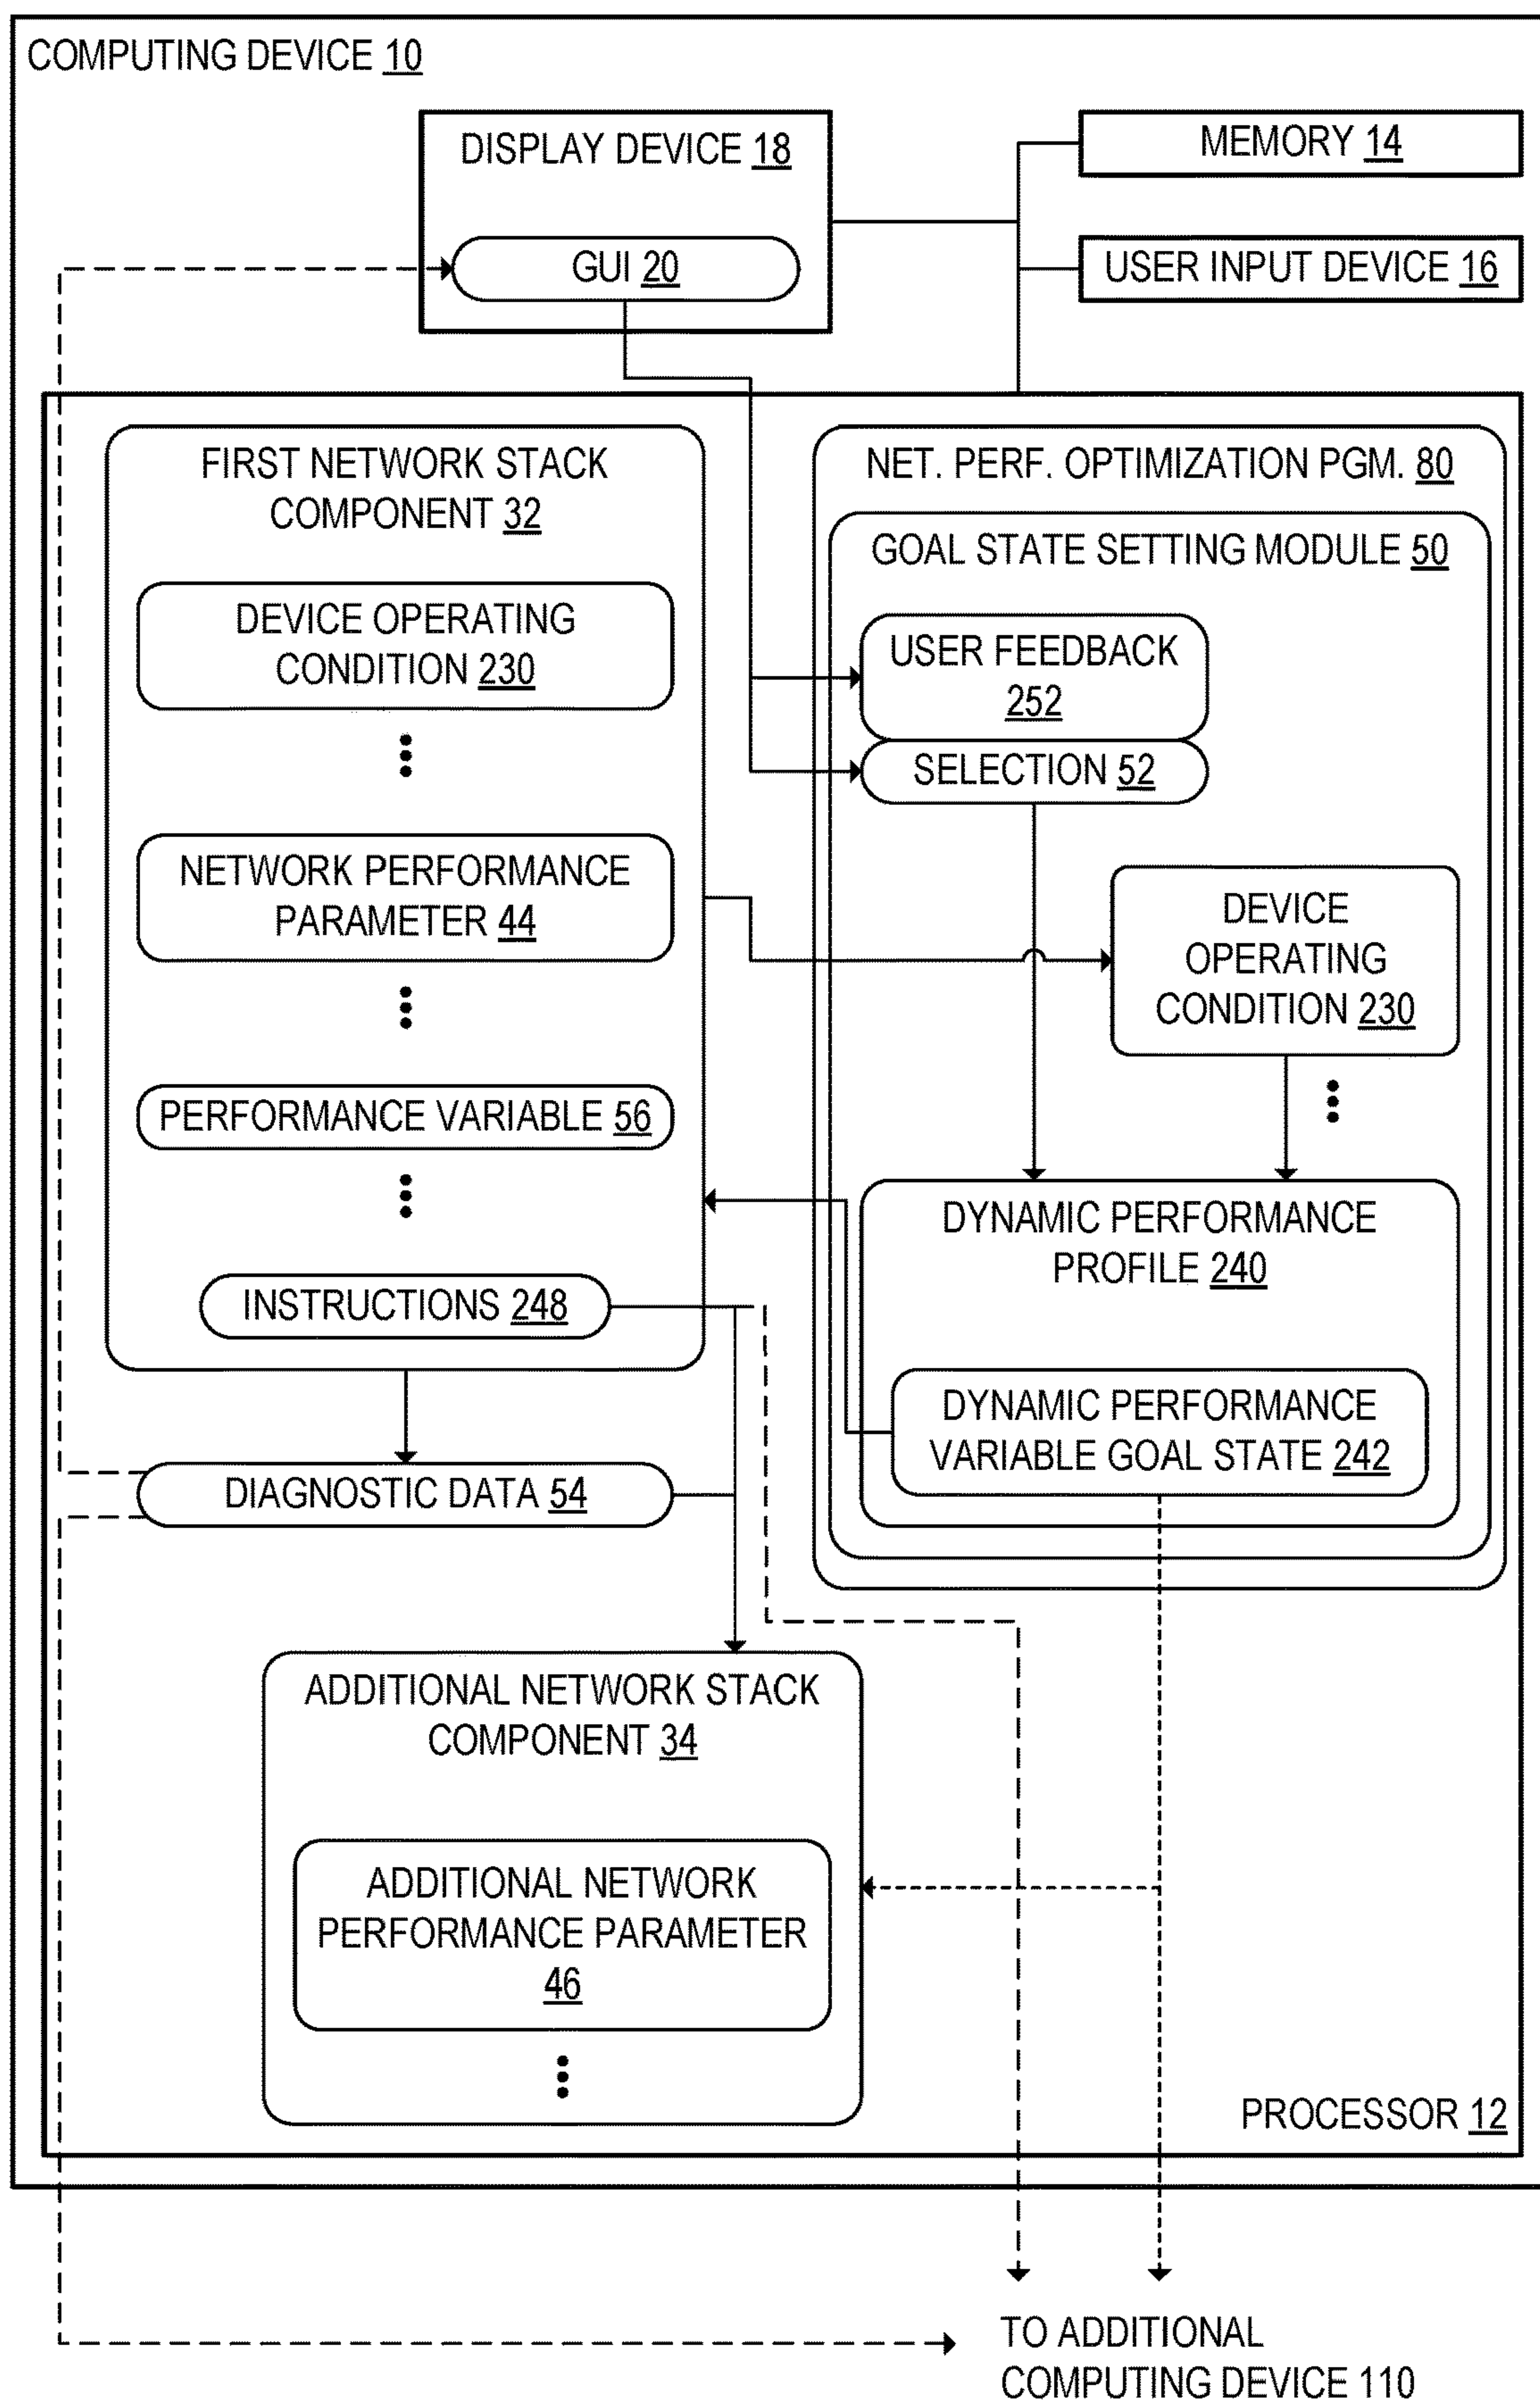 COMPUTING DEVICE 10
DISPLAY DEVICE 18
GUI 20
MEMORY 14
USER INPUT DEVICE 16
FIRST NETWORK STACK
COMPONENT 32
DEVICE OPERATING
CONDITION 230
NETWORK PERFORMANCE
PARAMETER 44
PERFORMANCE VARIABLE 56
INSTRUCTIONS 248
DIAGNOSTIC DATA 54
NET. PERF. OPTIMIZATION PGM. 80
GOAL STATE SETTING MODULE 50
USER FEEDBACK
252
SELECTION 52
DEVICE
OPERATING
CONDITION 230
DYNAMIC PERFORMANCE
PROFILE 240
DYNAMIC PERFORMANCE
VARIABLE GOAL STATE 242
ADDITIONAL NETWORK STACK
COMPONENT 34
ADDITIONAL NETWORK
PERFORMANCE PARAMETER
46
PROCESSOR 12
TO ADDITIONAL
COMPUTING DEVICE 110